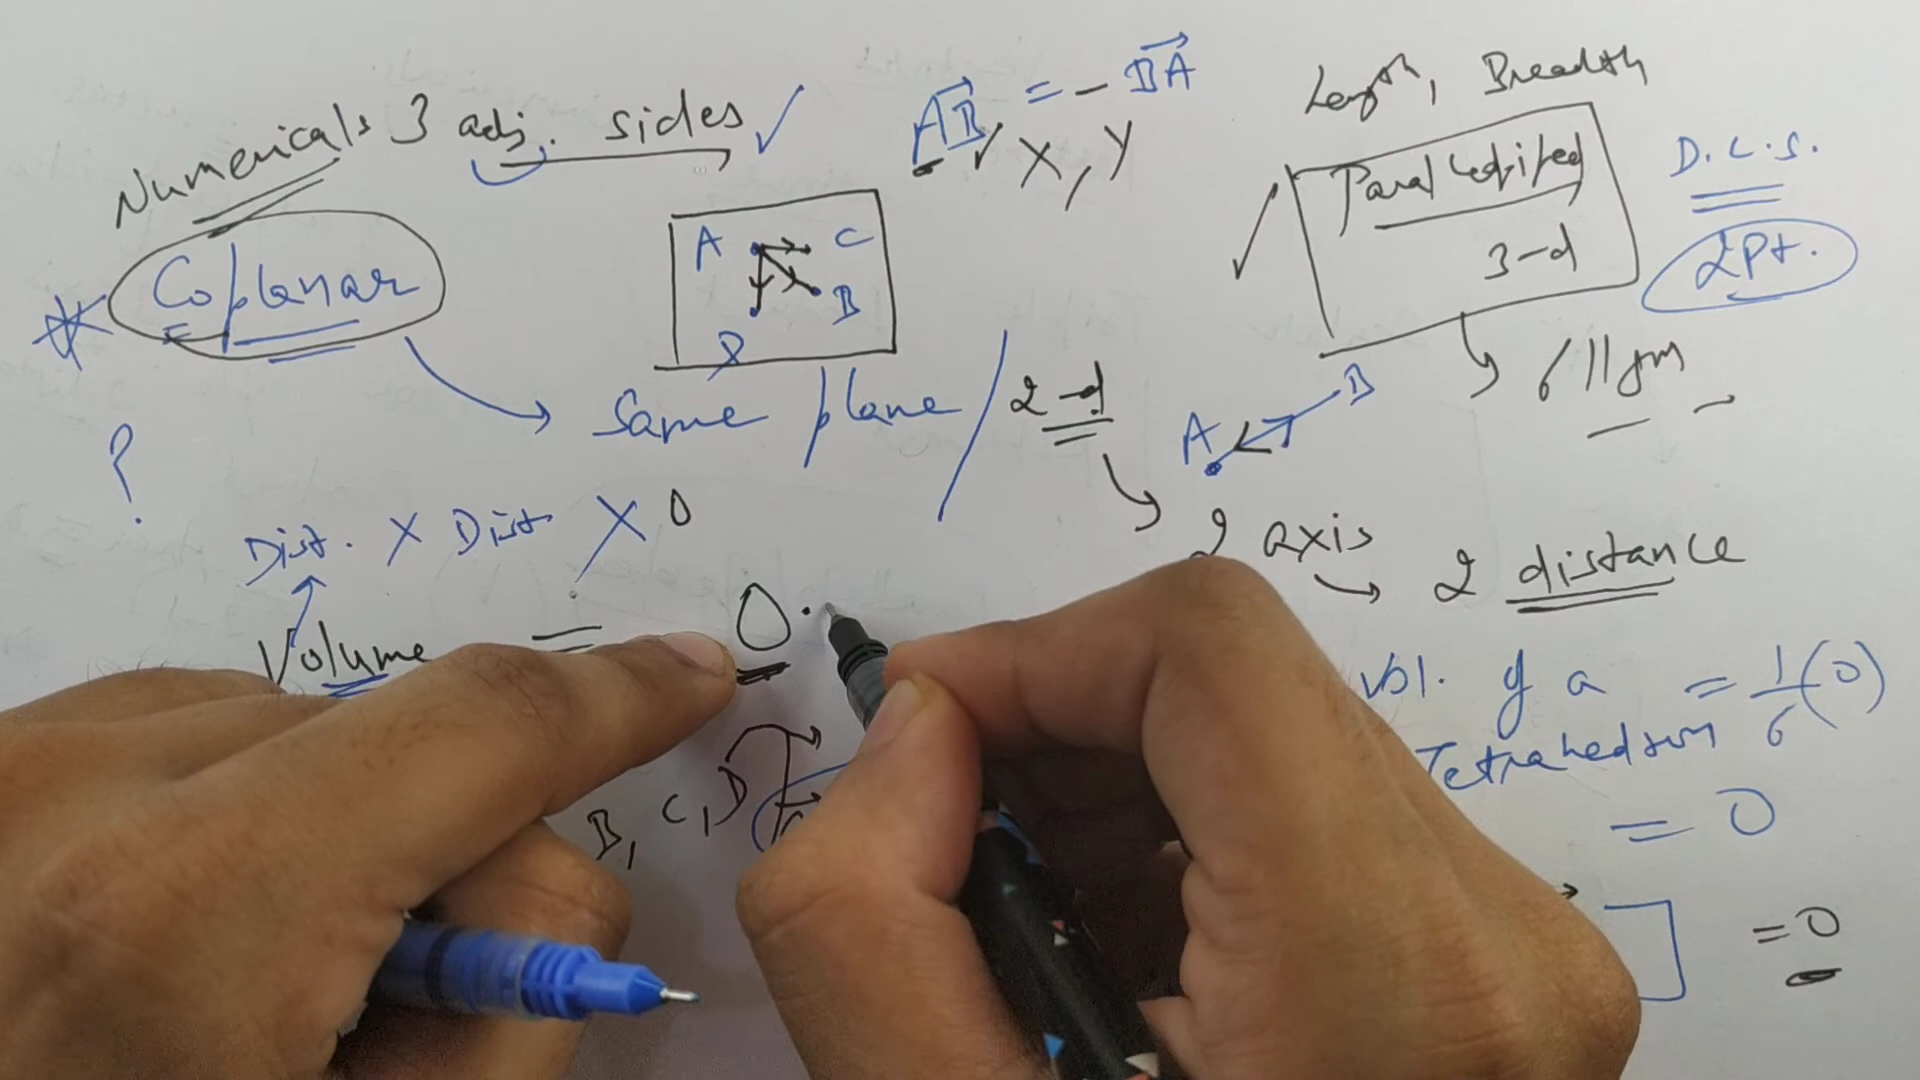 Numericals 3 adj. sides ✓
AB = - BA
✓ X, Y
Length, Breadth
Parallelopiped
3-d
D.C.S.
2Pt.
Coplanar
A C
B
D
Same plane / 2-d
6 11gm
A B
?
Dist. X Dist X 0
2 axis
2 distance
Volume = 0.
Vol. of a = 1/6 (0)
Tetrahedron
= 0
B, C, D
= 0